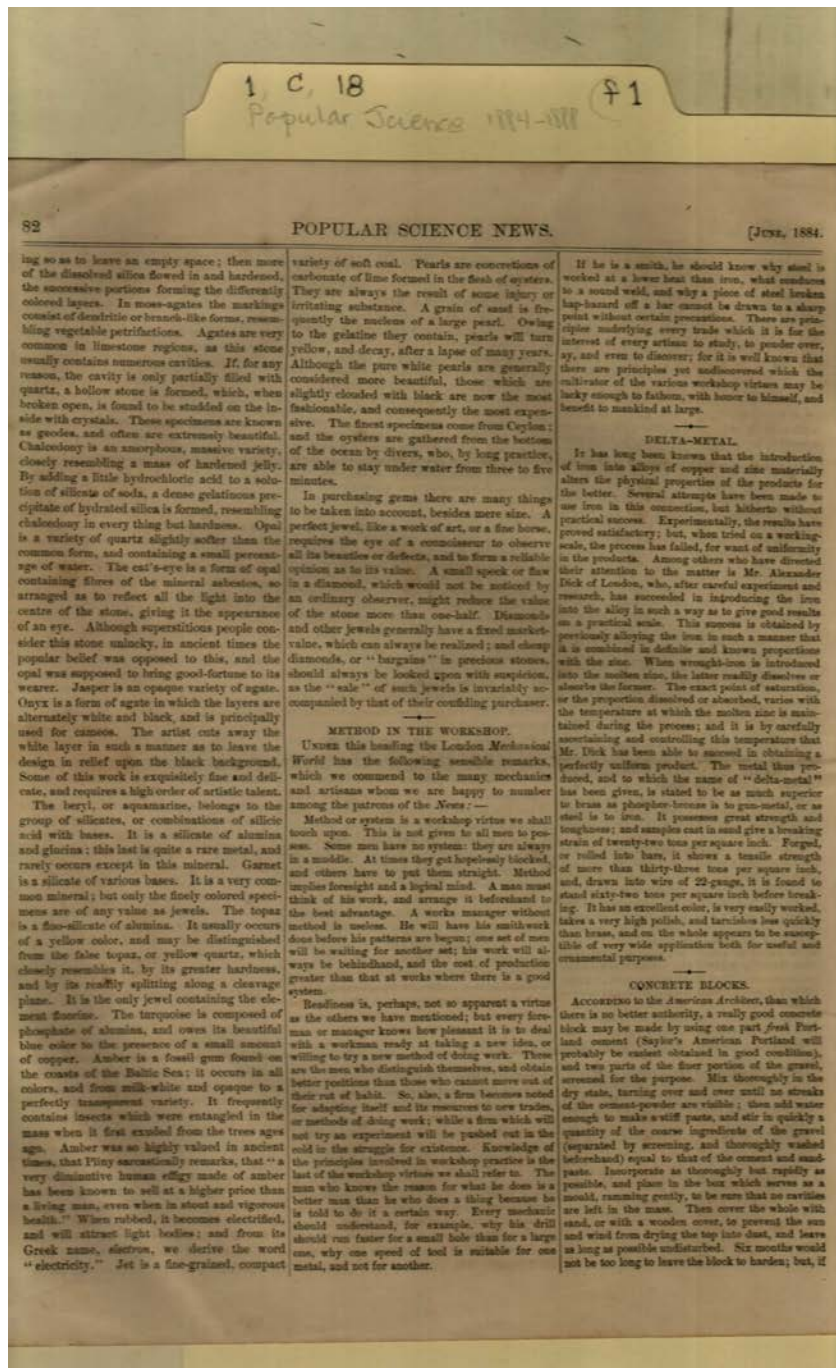 1, C, 18
f 1
Popular Science 1884-1888
82
POPULAR SCIENCE NEWS.
[JUNE, 1884.
ing so as to leave an empty space; then more
of the dissolved silica flowed in and hardened,
the successive portions forming the differently
colored layers. In moss-agates the markings
consist of dendritic or branch-like forms, resem-
bling vegetable petrifactions. Agates are very
common in limestone regions, as this stone
usually contains numerous cavities. If, for any
reason, the cavity is only partially filled with
quartz, a hollow stone is formed, which, when
broken open, is found to be studded on the in-
side with crystals. These specimens are known
as geodes, and often are extremely beautiful.
Chalcedony is an amorphous, massive variety,
closely resembling a mass of hardened jelly.
By adding a little hydrochloric acid to a solu-
tion of silicate of soda, a dense gelatinous pre-
cipitate of hydrated silica is formed, resembling
chalcedony in every thing but hardness. Opal
is a variety of quartz slightly softer than the
common form, and containing a small percent-
age of water. The cat's-eye is a form of opal
containing fibres of the mineral asbestos, so
arranged as to reflect all the light into the
centre of the stone, giving it the appearance
of an eye. Although superstitious people con-
sider this stone unlucky, in ancient times the
popular belief was opposed to this, and the
opal was supposed to bring good-fortune to its
wearer. Jasper is an opaque variety of agate.
Onyx is a form of agate in which the layers are
alternately white and black, and is principally
used for cameos. The artist cuts away the
white layer in such a manner as to leave the
design in relief upon the black background.
Some of this work is exquisitely fine and deli-
cate, and requires a high order of artistic talent.
The beryl, or aquamarine, belongs to the
group of silicates, or combinations of silicic
acid with bases. It is a silicate of alumina
and glucina; this last is quite a rare metal, and
rarely occurs except in this mineral. Garnet
is a silicate of various bases. It is a very com-
mon mineral; but only the finely colored speci-
mens are of any value as jewels. The topaz
is a fluo-silicate of alumina. It usually occurs
of a yellow color, and may be distinguished
from the false topaz, or yellow quartz, which
closely resembles it, by its greater hardness,
and by its readily splitting along a cleavage
plane. It is the only jewel containing the ele-
ment fluorine. The turquoise is composed of
phosphate of alumina, and owes its beautiful
blue color to the presence of a small amount
of copper. Amber is a fossil gum found on
the coasts of the Baltic Sea; it occurs in all
colors, and from milk-white and opaque to a
perfectly transparent variety. It frequently
contains insects which were entangled in the
mass when it first exuded from the trees ages
ago. Amber was so highly valued in ancient
times, that Pliny sarcastically remarks, that "a
very diminutive human effigy made of amber
has been known to sell at a higher price than
a living man, even when in stout and vigorous
health." When rubbed, it becomes electrified,
and will attract light bodies; and from its
Greek name, electron, we derive the word
"electricity." Jet is a fine-grained, compact
variety of soft coal. Pearls are concretions of
carbonate of lime formed in the flesh of oysters.
They are always the result of some injury or
irritating substance. A grain of sand is fre-
quently the nucleus of a large pearl. Owing
to the gelatine they contain, pearls will turn
yellow, and decay, after a lapse of many years.
Although the pure white pearls are generally
considered more beautiful, those which are
slightly clouded with black are now the most
fashionable, and consequently the most expen-
sive. The finest specimens come from Ceylon;
and the oysters are gathered from the bottom
of the ocean by divers, who, by long practice,
are able to stay under water from three to five
minutes.
In purchasing gems there are many things
to be taken into account, besides mere size. A
perfect jewel, like a work of art, or a fine horse,
requires the eye of a connoisseur to observe
all its beauties or defects, and to form a reliable
opinion as to its value. A small speck or flaw
in a diamond, which would not be noticed by
an ordinary observer, might reduce the value
of the stone more than one-half. Diamonds
and other jewels generally have a fixed market-
value, which can always be realized; and cheap
diamonds, or "bargains" in precious stones,
should always be looked upon with suspicion,
as the "sale" of such jewels is invariably ac-
companied by that of their confiding purchaser.
METHOD IN THE WORKSHOP.
UNDER this heading the London Mechanical
World has the following sensible remarks,
which we commend to the many mechanics
and artisans whom we are happy to number
among the patrons of the News: —
Method or system is a workshop virtue we shall
touch upon. This is not given to all men to pos-
sess. Some men have no system: they are always
in a muddle. At times they get hopelessly blocked,
and others have to put them straight. Method
implies foresight and a logical mind. A man must
think of his work, and arrange it beforehand to
the best advantage. A works manager without
method is useless. He will have his smithwork
done before his patterns are begun; one set of men
will be waiting for another set; his work will al-
ways be behindhand, and the cost of production
greater than that at works where there is a good
system.
Readiness is, perhaps, not so apparent a virtue
as the others we have mentioned; but every fore-
man or manager knows how pleasant it is to deal
with a workman ready at taking a new idea, or
willing to try a new method of doing work. These
are the men who distinguish themselves, and obtain
better positions than those who cannot move out of
their rut of habit. So, also, a firm becomes noted
for adapting itself and its resources to new trades,
or methods of doing work; while a firm which will
not try an experiment will be pushed out in the
cold in the struggle for existence. Knowledge of
the principles involved in workshop practice is the
last of the workshop virtues we shall refer to. The
man who knows the reason for what he does is a
better man than he who does a thing because he
is told to do it a certain way. Every mechanic
should understand, for example, why his drill
should run faster for a small hole than for a large
one, why one speed of tool is suitable for one
metal, and not for another.
If he is a smith, he should know why steel is
worked at a lower heat than iron, what conduces
to a sound weld, and why a piece of steel broken
hap-hazard off a bar cannot be drawn to a sharp
point without certain precautions. There are prin-
ciples underlying every trade which it is for the
interest of every artisan to study, to ponder over,
ay, and even to discover; for it is well known that
there are principles yet undiscovered which the
cultivator of the various workshop virtues may be
lucky enough to fathom, with honor to himself, and
benefit to mankind at large.
DELTA-METAL.
IT has long been known that the introduction
of iron into alloys of copper and zinc materially
alters the physical properties of the products for
the better. Several attempts have been made to
use iron in this connection, but hitherto without
practical success. Experimentally, the results have
proved satisfactory; but, when tried on a working-
scale, the process has failed, for want of uniformity
in the products. Among others who have directed
their attention to the matter is Mr. Alexander
Dick of London, who, after careful experiment and
research, has succeeded in introducing the iron
into the alloy in such a way as to give good results
on a practical scale. This success is obtained by
previously alloying the iron in such a manner that
it is combined in definite and known proportions
with the zinc. When wrought-iron is introduced
into the molten zinc, the latter readily dissolves or
absorbs the former. The exact point of saturation,
or the proportion dissolved or absorbed, varies with
the temperature at which the molten zinc is main-
tained during the process; and it is by carefully
ascertaining and controlling this temperature that
Mr. Dick has been able to succeed in obtaining a
perfectly uniform product. The metal thus pro-
duced, and to which the name of "delta-metal"
has been given, is stated to be as much superior
to brass as phosphor-bronze is to gun-metal, or as
steel is to iron. It possesses great strength and
toughness; and samples cast in sand give a breaking
strain of twenty-two tons per square inch. Forged,
or rolled into bars, it shows a tensile strength
of more than thirty-three tons per square inch,
and, drawn into wire of 22-gauge, it is found to
stand sixty-two tons per square inch before break-
ing. It has an excellent color, is very easily worked,
takes a very high polish, and tarnishes less quickly
than brass, and on the whole appears to be suscep-
tible of very wide application both for useful and
ornamental purposes.
CONCRETE BLOCKS.
ACCORDING to the American Architect, than which
there is no better authority, a really good concrete
block may be made by using one part fresh Port-
land cement (Saylor's American Portland will
probably be easiest obtained in good condition),
and two parts of the finer portion of the gravel,
screened for the purpose. Mix thoroughly in the
dry state, turning over and over until no streaks
of the cement-powder are visible; then add water
enough to make a stiff paste, and stir in quickly a
quantity of the coarse ingredients of the gravel
(separated by screening, and thoroughly washed
beforehand) equal to that of the cement and sand-
paste. Incorporate as thoroughly but rapidly as
possible, and place in the box which serves as a
mould, ramming gently, to be sure that no cavities
are left in the mass. Then cover the whole with
sand, or with a wooden cover, to prevent the sun
and wind from drying the top into dust, and leave
as long as possible undisturbed. Six months would
not be too long to leave the block to harden; but, if